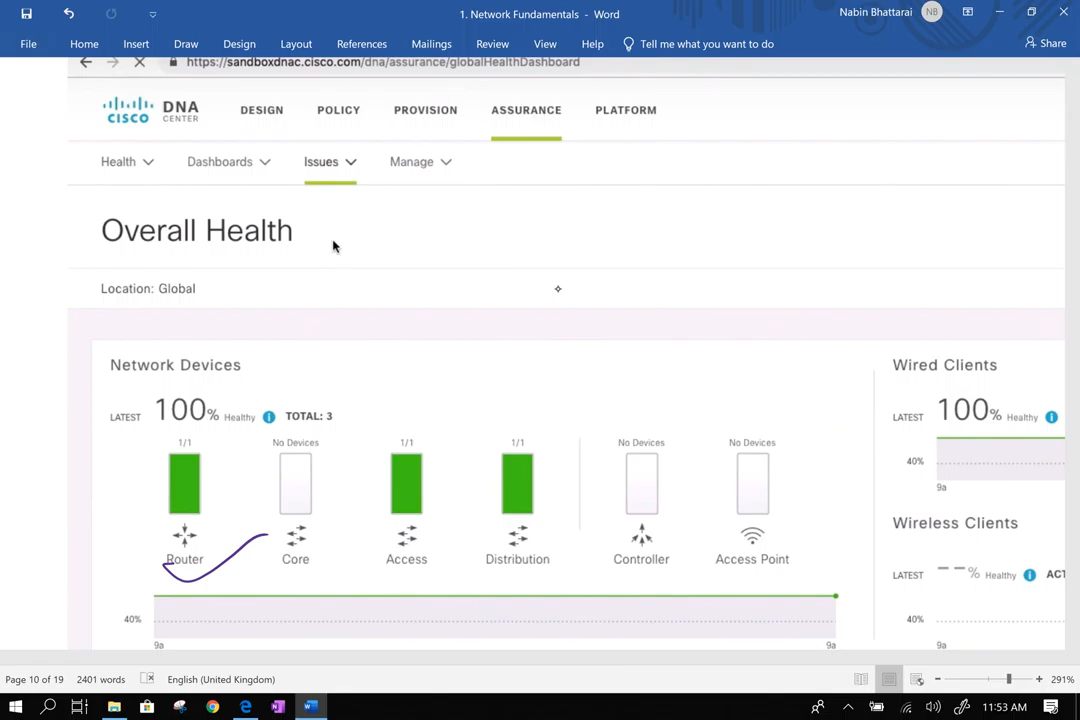 1. Network Fundamentals - Word
Nabin Bhattarai NB
File Home Insert Draw Design Layout References Mailings Review View Help Tell me what you want to do Share
https://sandboxdnac.cisco.com/dna/assurance/globalHealthDashboard
CISCO DNA CENTER DESIGN POLICY PROVISION ASSURANCE PLATFORM
Health Dashboards Issues Manage
Overall Health
Location: Global
Network Devices
LATEST 100% Healthy i TOTAL: 3
1/1 No Devices 1/1 1/1 No Devices No Devices
Router Core Access Distribution Controller Access Point
40%
9a 9a
Wired Clients
LATEST 100% Healthy i
40%
9a
Wireless Clients
LATEST --% Healthy i ACT
40%
9a
Page 10 of 19 2401 words English (United Kingdom) 291%
11:53 AM